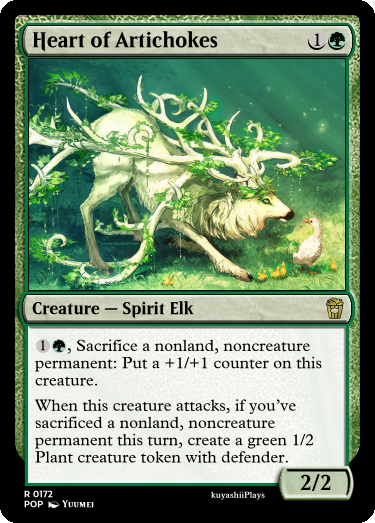 Heart of Artichokes 1
Creature — Spirit Elk
1, Sacrifice a nonland, noncreature
permanent: Put a +1/+1 counter on this
creature.
When this creature attacks, if you’ve
sacrificed a nonland, noncreature
permanent this turn, create a green 1/2
Plant creature token with defender.
2/2
R 0172
POP Yuumei
kuyashiiPlays